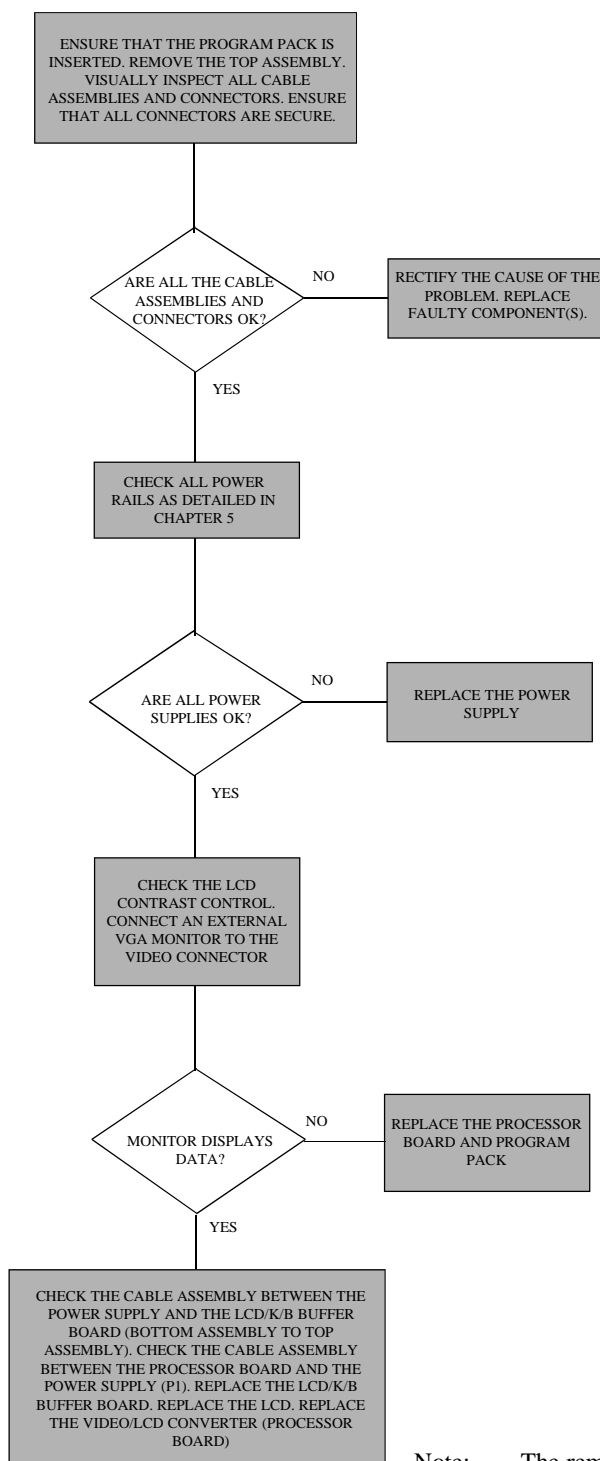 ENSURE THAT THE PROGRAM PACK IS
INSERTED. REMOVE THE TOP ASSEMBLY.
VISUALLY INSPECT ALL CABLE
ASSEMBLIES AND CONNECTORS. ENSURE
THAT ALL CONNECTORS ARE SECURE.
ARE ALL THE CABLE
ASSEMBLIES AND
CONNECTORS OK?
NO
RECTIFY THE CAUSE OF THE
PROBLEM. REPLACE
FAULTY COMPONENT(S).
YES
CHECK ALL POWER
RAILS AS DETAILED IN
CHAPTER 5
ARE ALL POWER
SUPPLIES OK?
NO
REPLACE THE POWER
SUPPLY
YES
CHECK THE LCD
CONTRAST CONTROL.
CONNECT AN EXTERNAL
VGA MONITOR TO THE
VIDEO CONNECTOR
MONITOR DISPLAYS
DATA?
NO
REPLACE THE PROCESSOR
BOARD AND PROGRAM
PACK
YES
CHECK THE CABLE ASSEMBLY BETWEEN THE
POWER SUPPLY AND THE LCD/K/B BUFFER
BOARD (BOTTOM ASSEMBLY TO TOP
ASSEMBLY). CHECK THE CABLE ASSEMBLY
BETWEEN THE PROCESSOR BOARD AND THE
POWER SUPPLY (P1). REPLACE THE LCD/K/B
BUFFER BOARD. REPLACE THE LCD. REPLACE
THE VIDEO/LCD CONVERTER (PROCESSOR
BOARD)
Note: The